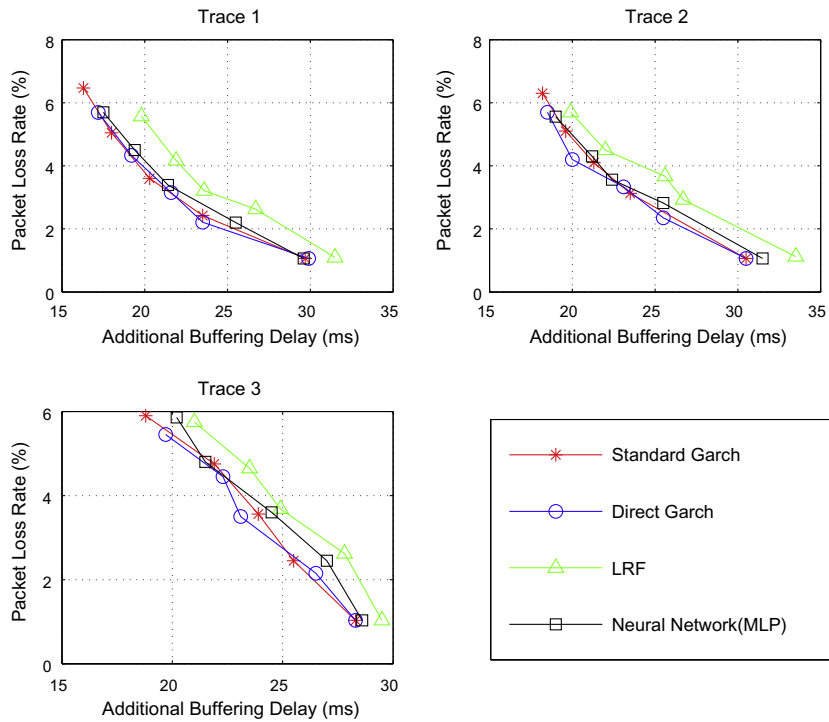 Trace 1
Packet Loss Rate (%)
8
6
4
2
0
15 20 25 30 35
Additional Buffering Delay (ms)
Trace 2
Packet Loss Rate (%)
8
6
4
2
0
15 20 25 30 35
Additional Buffering Delay (ms)
Trace 3
Packet Loss Rate (%)
6
4
2
0
15 20 25 30
Additional Buffering Delay (ms)
Standard Garch
Direct Garch
LRF
Neural Network(MLP)